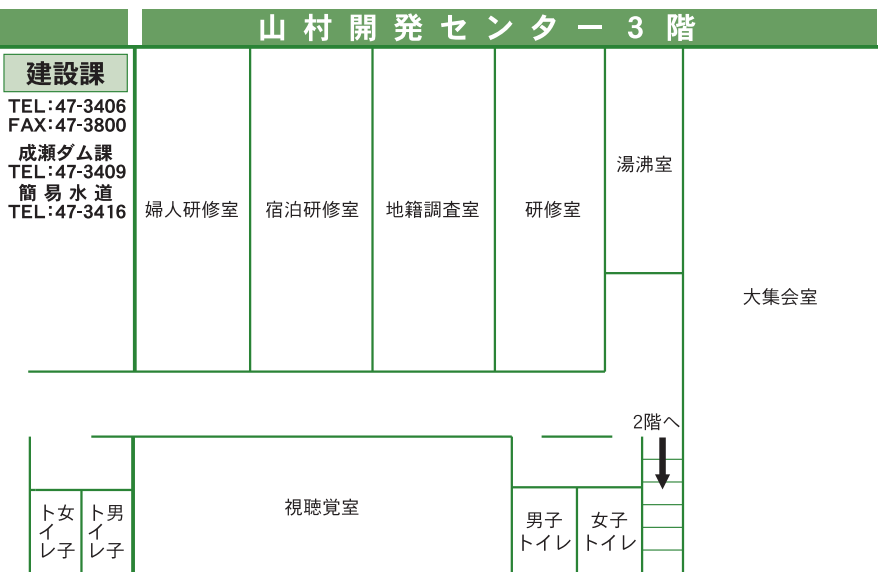 山村開発センター3階
建設課
TEL:47-3406
FAX:47-3800
成瀬ダム課
TEL:47-3409
簡易水道
TEL:47-3416
婦人研修室
宿泊研修室
地籍調査室
研修室
湯沸室
大集会室
2階へ
女子
トイレ
男子
トイレ
視聴覚室
男子
トイレ
女子
トイレ